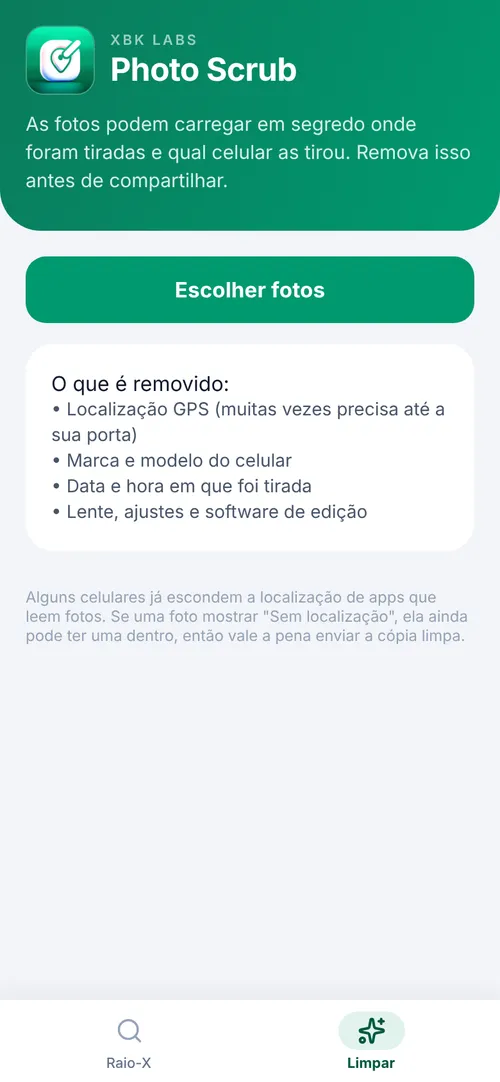 XBK LABS
Photo Scrub
As fotos podem carregar em segredo onde
foram tiradas e qual celular as tirou. Remova isso
antes de compartilhar.
Escolher fotos
O que é removido:
• Localização GPS (muitas vezes precisa até a
sua porta)
• Marca e modelo do celular
• Data e hora em que foi tirada
• Lente, ajustes e software de edição
Alguns celulares já escondem a localização de apps que
leem fotos. Se uma foto mostrar "Sem localização", ela ainda
pode ter uma dentro, então vale a pena enviar a cópia limpa.
Raio-X
Limpar